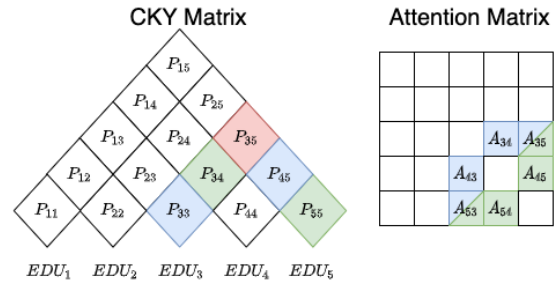 CKY Matrix Attention Matrix
P15
P14 P25
P13 P24 P35 A34 A35
P12 P23 P34 P45 A43 A45
P11 P22 P33 P44 P55 A53 A54
EDU1 EDU2 EDU3 EDU4 EDU5